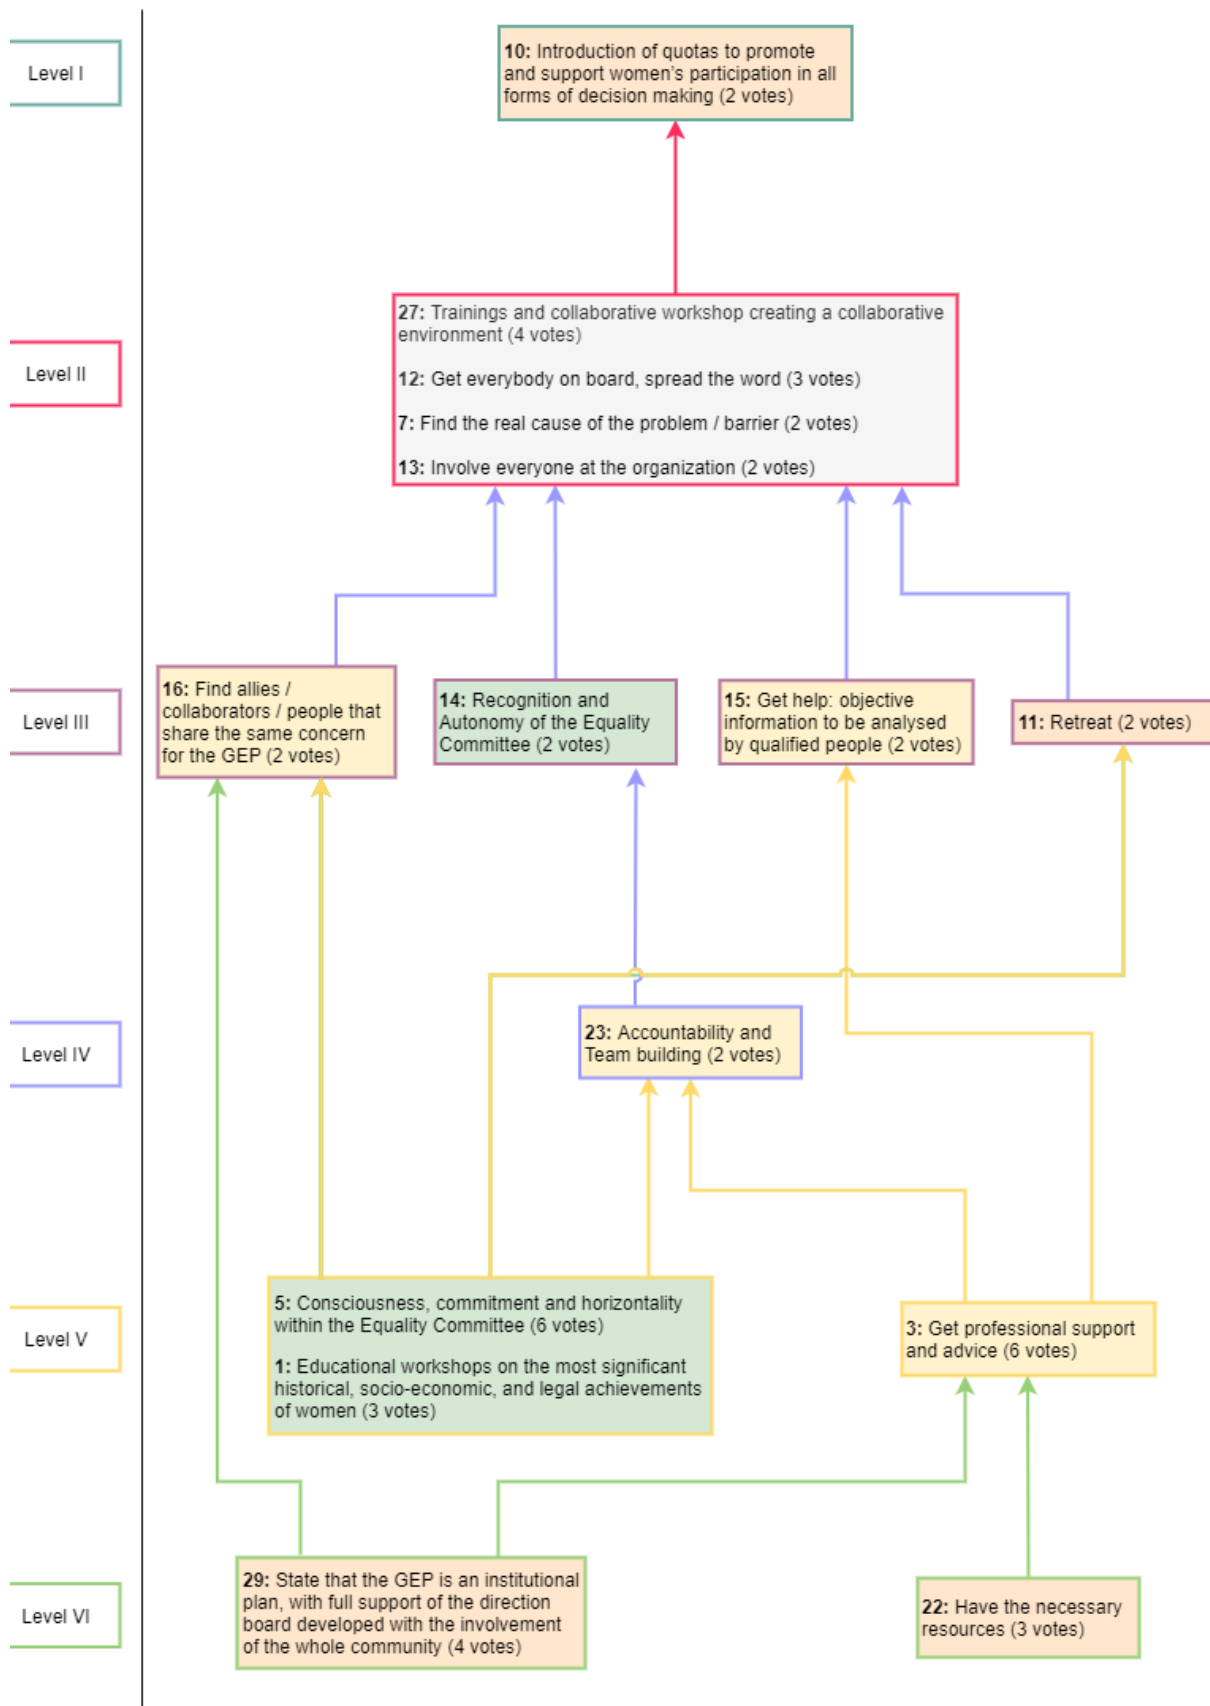 Level I
10: Introduction of quotas to promote
and support women's participation in all
forms of decision making (2 votes)
Level II
27: Trainings and collaborative workshop creating a collaborative
environment (4 votes)
12: Get everybody on board, spread the word (3 votes)
7: Find the real cause of the problem / barrier (2 votes)
13: Involve everyone at the organization (2 votes)
Level III
16: Find allies /
collaborators / people that
share the same concern
for the GEP (2 votes)
14: Recognition and
Autonomy of the Equality
Committee (2 votes)
15: Get help: objective
information to be analysed
by qualified people (2 votes)
11: Retreat (2 votes)
Level IV
23: Accountability and
Team building (2 votes)
Level V
5: Consciousness, commitment and horizontality
within the Equality Committee (6 votes)
1: Educational workshops on the most significant
historical, socio-economic, and legal achievements
of women (3 votes)
3: Get professional support
and advice (6 votes)
Level VI
29: State that the GEP is an institutional
plan, with full support of the direction
board developed with the involvement
of the whole community (4 votes)
22: Have the necessary
resources (3 votes)